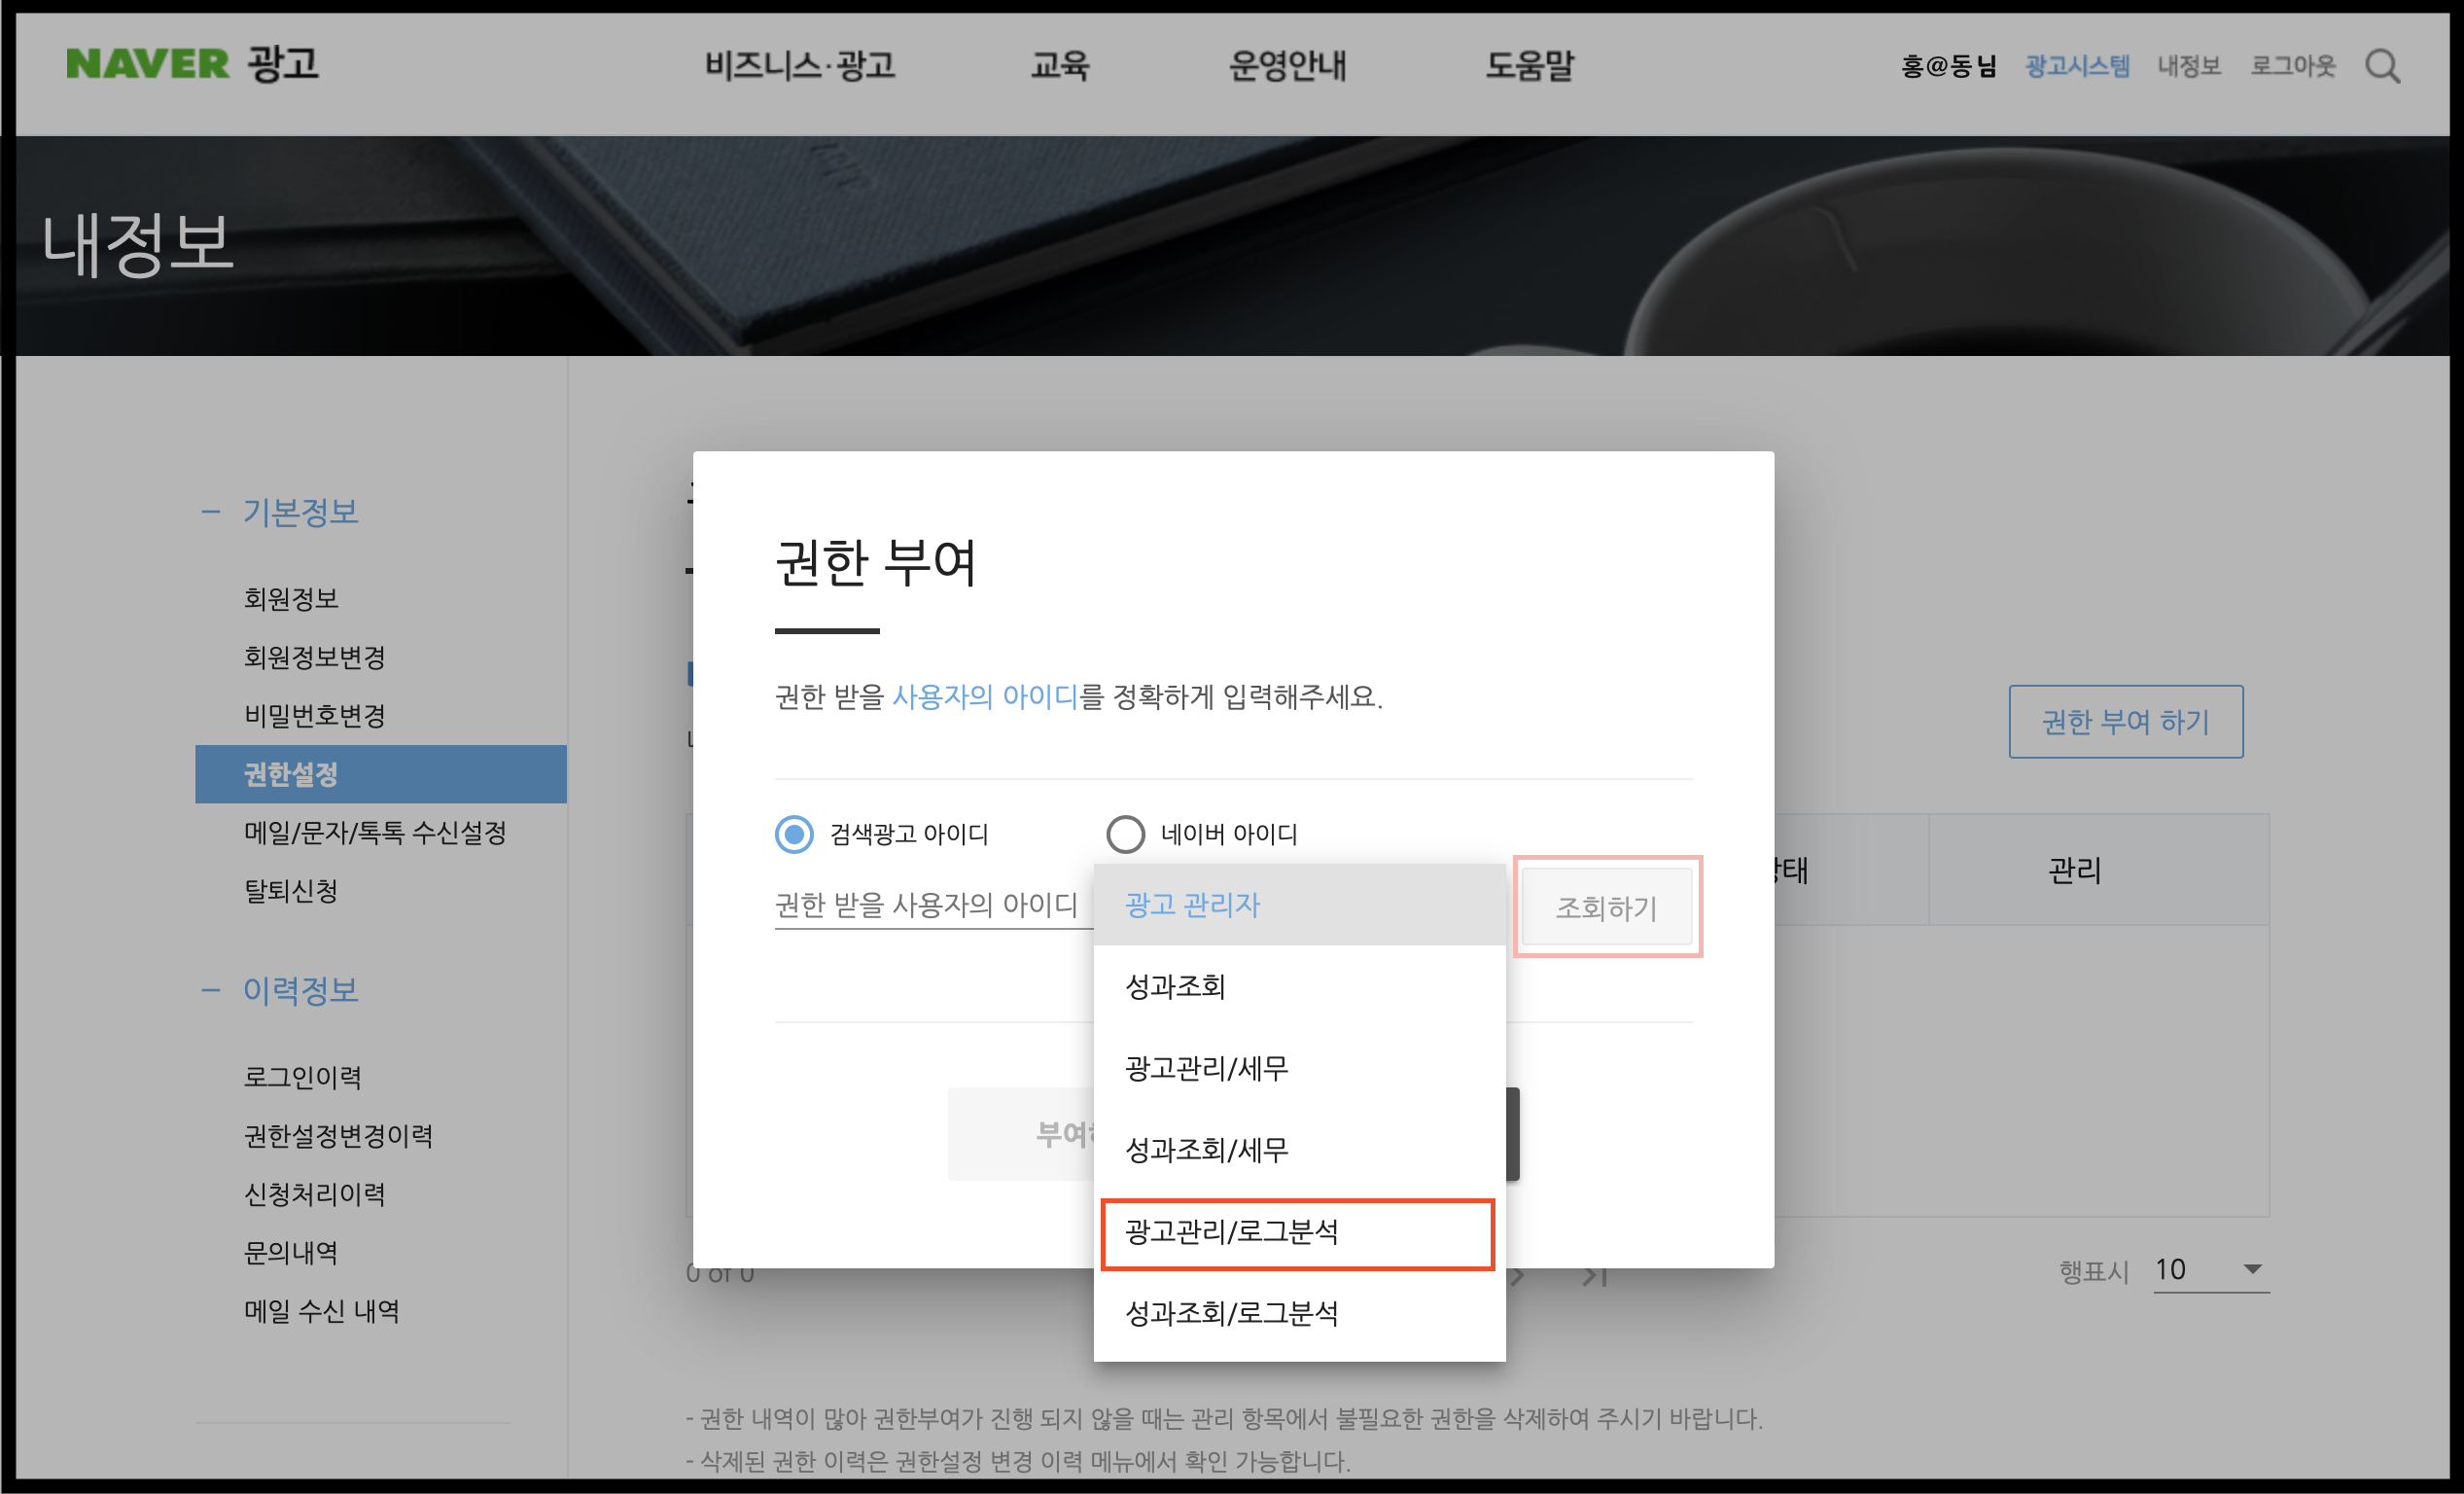 NAVER 광고
비즈니스·광고
교육
운영안내
도움말
홍@동님
광고시스템
내정보
로그아웃
내정보
기본정보
회원정보
회원정보변경
비밀번호변경
권한설정
메일/문자/톡톡 수신설정
탈퇴신청
이력정보
로그인이력
권한설정변경이력
신청처리이력
문의내역
메일 수신 내역
권한 부여
권한 받을 사용자의 아이디를 정확하게 입력해주세요.
검색광고 아이디
네이버 아이디
권한 받을 사용자의 아이디
광고 관리자
성과조회
광고관리/세무
성과조회/세무
광고관리/로그분석
성과조회/로그분석
조회하기
권한 부여 하기
관리
0 of 0
행표시 10
- 권한 내역이 많아 권한부여가 진행 되지 않을 때는 관리 항목에서 불필요한 권한을 삭제하여 주시기 바랍니다.
- 삭제된 권한 이력은 권한설정 변경 이력 메뉴에서 확인 가능합니다.